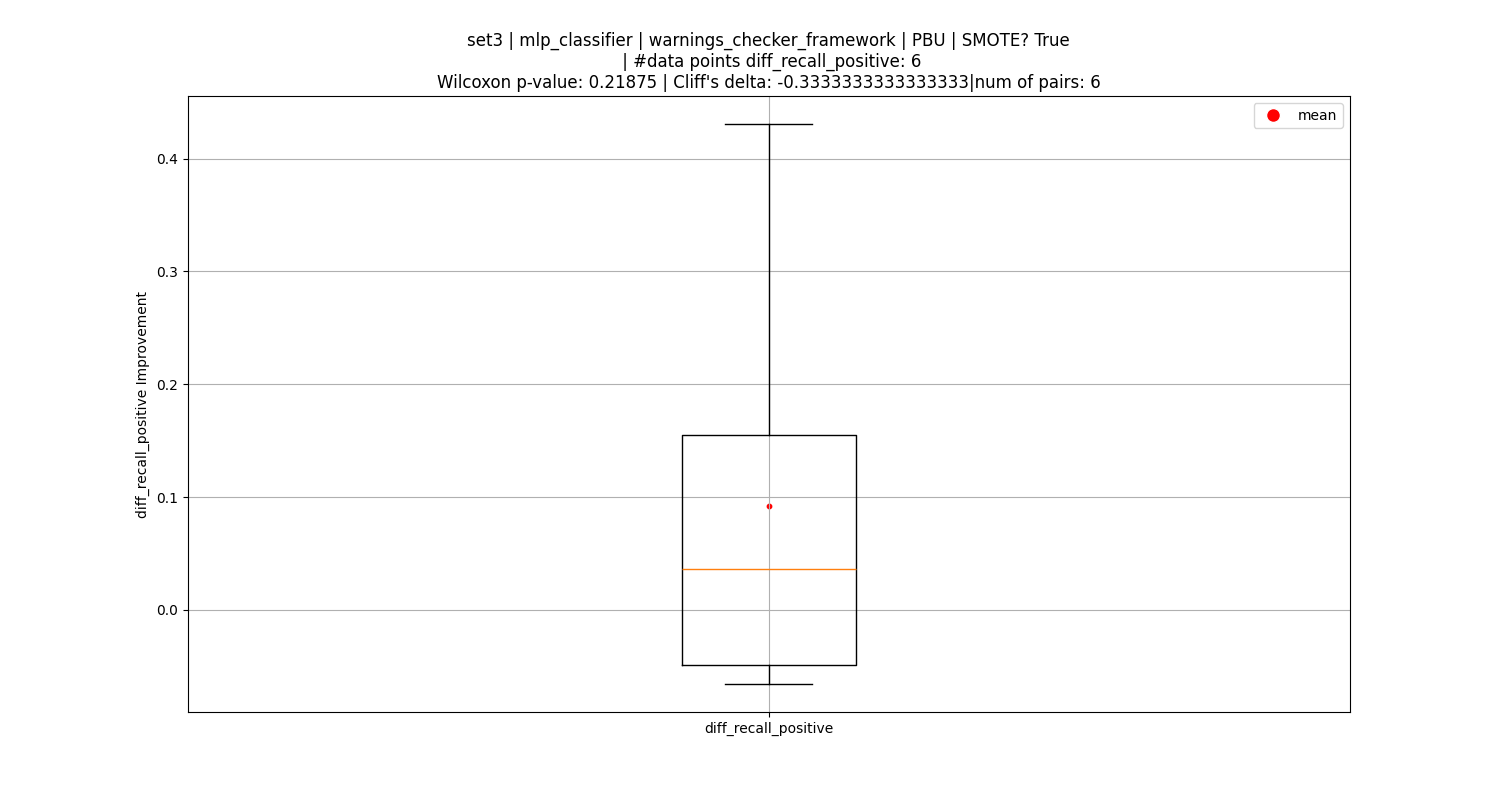 set3 | mlp_classifier | warnings_checker_framework | PBU | SMOTE? True
| #data points diff_recall_positive: 6
Wilcoxon p-value: 0.21875 | Cliff's delta: -0.3333333333333333|num of pairs: 6
mean
0.4
0.3
0.2
0.1
0.0
diff_recall_positive Improvement
diff_recall_positive